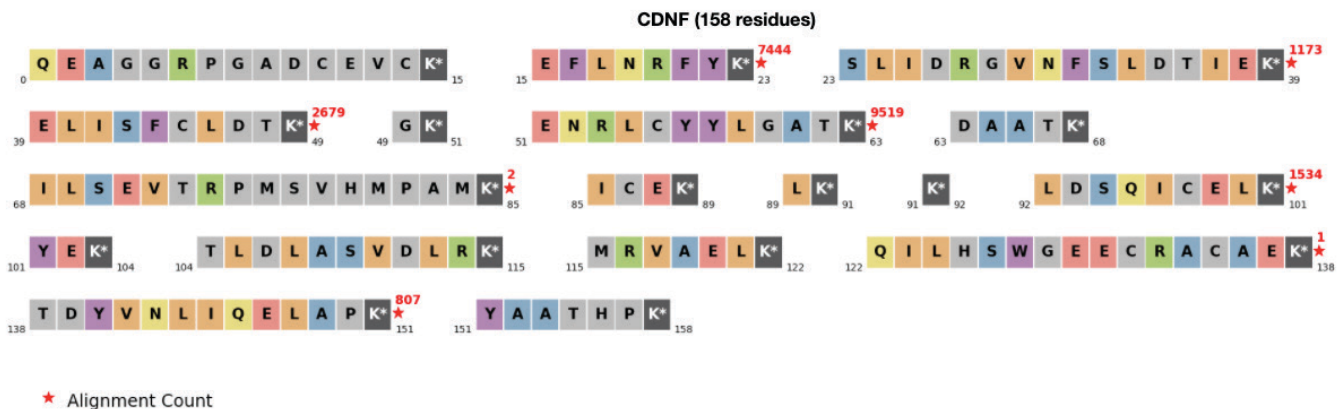 CDNF (158 residues)
0 Q E A G G R P G A D C E V C K* 15 15 E F L N R F Y K* 7444 23 23 S L I D R G V N F S L D T I E K* 1173 39
39 E L I S F C L D T K* 2679 49 49 G K* 51 51 E N R L C Y Y L G A T K* 9519 63 63 D A A T K* 68
68 I L S E V T R P M S V H M P A M K* 2 85 85 I C E K* 89 89 L K* 91 91 K* 92 92 L D S Q I C E L K* 1534 101
101 Y E K* 104 104 T L D L A S V D L R K* 115 115 M R V A E L K* 122 122 Q I L H S W G E E C R A C A E K* 1 138
138 T D Y V N L I Q E L A P K* 807 151 151 Y A A T H P K* 158
★ Alignment Count